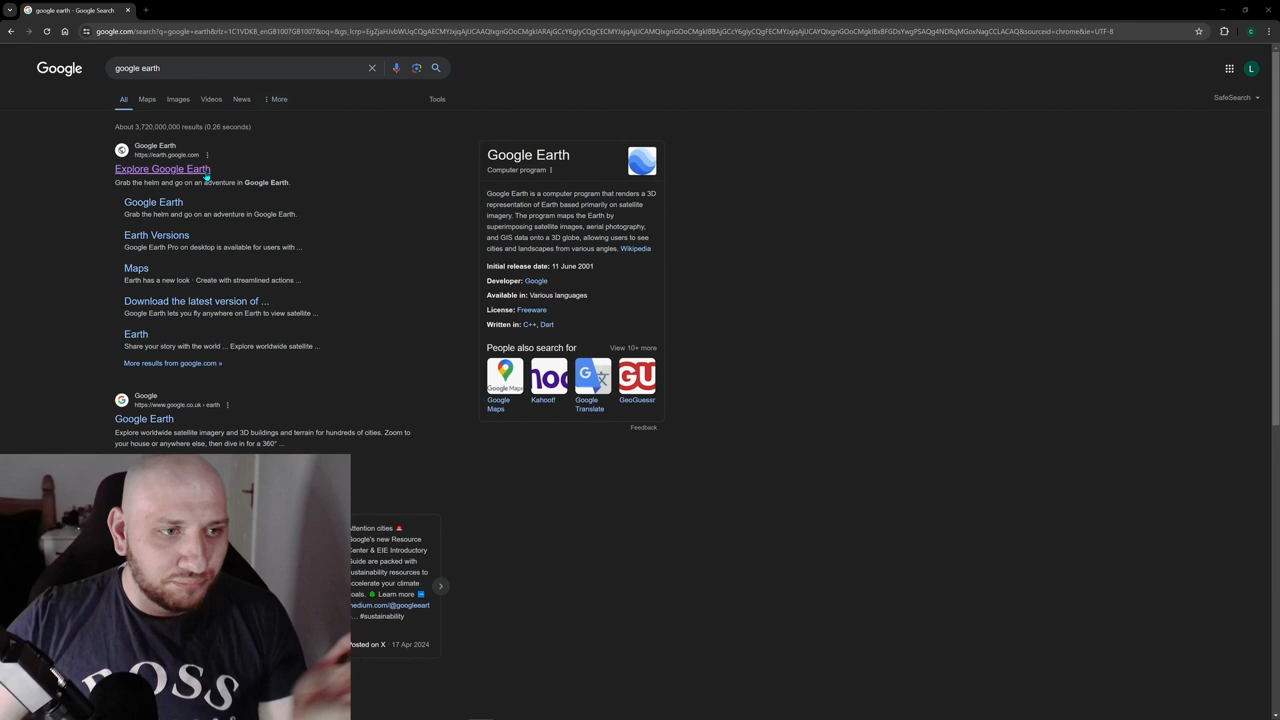 google earth - Google Search
google.com/search?q=google+earth&rlz=1C1VDKB_enGB1007GB1007&oq=&gs_lcrp=
Google
google earth
L
All
Maps
Images
Videos
News
More
Tools
SafeSearch
About 3,720,000,000 results (0.26 seconds)
Google Earth
https://earth.google.com
Explore Google Earth
Grab the helm and go on an adventure in Google Earth.
Google Earth
Grab the helm and go on an adventure in Google Earth.
Earth Versions
Google Earth Pro on desktop is available for users with ...
Maps
Earth has a new look · Create with streamlined actions ...
Download the latest version of ...
Google Earth lets you fly anywhere on Earth to view satellite ...
Earth
Share your story with the world ... Explore worldwide satellite ...
More results from google.com »
Google
https://www.google.co.uk › earth
Google Earth
Explore worldwide satellite imagery and 3D buildings and terrain for hundreds of cities. Zoom to
your house or anywhere else, then dive in for a 360° ...
Google Earth
Computer program
Google Earth is a computer program that renders a 3D
representation of Earth based primarily on satellite
imagery. The program maps the Earth by
superimposing satellite images, aerial photography,
and GIS data onto a 3D globe, allowing users to see
cities and landscapes from various angles. Wikipedia
Initial release date: 11 June 2001
Developer: Google
Available in: Various languages
License: Freeware
Written in: C++, Dart
People also search for
View 10+ more
Google Maps
GU
Google
Maps
Kahoot!
Google
Translate
GeoGuessr
Feedback
Attention cities
Google's new Resource
Center & EIE Introductory
Guide are packed with
sustainability resources to
accelerate your climate
goals. Learn more
medium.com/@googleeart
... #sustainability
Posted on X · 17 Apr 2024
BOSS